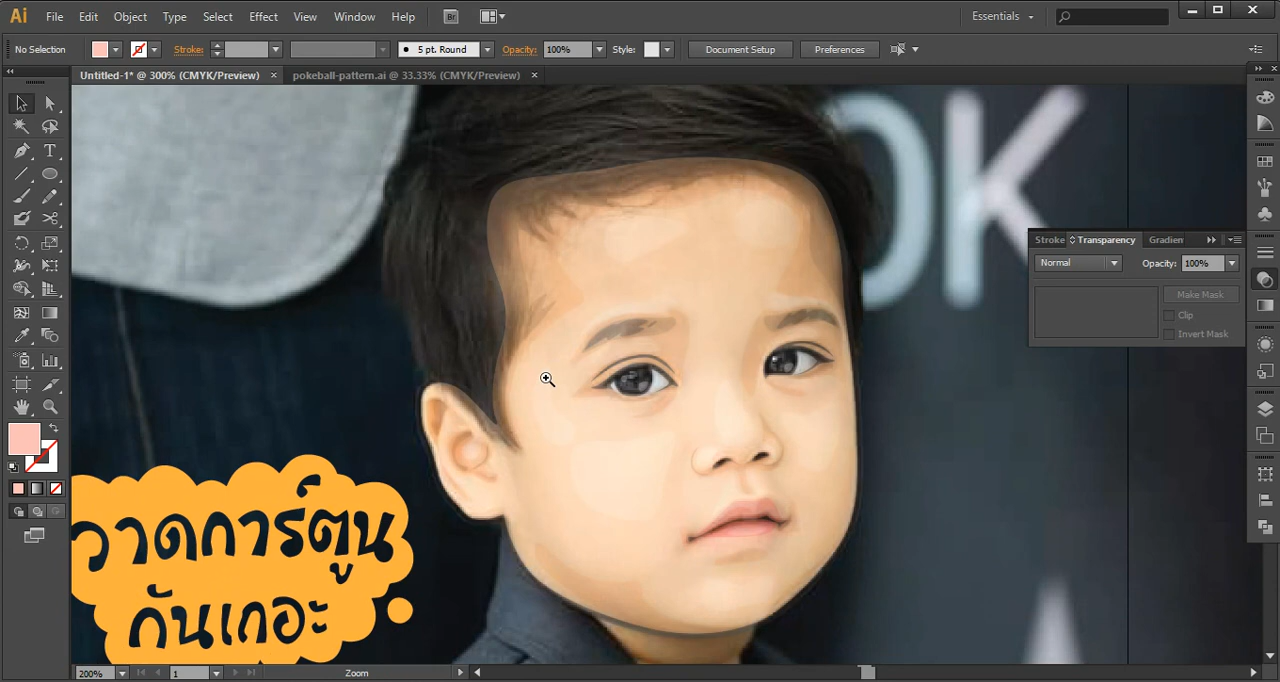 Ai File Edit Object Type Select Effect View Window Help Br Essentials
No Selection Stroke: 5 pt. Round Opacity: 100% Style: Document Setup Preferences
Untitled-1* @ 300% (CMYK/Preview) × pokeball-pattern.ai @ 33.33% (CMYK/Preview) ×
OK
Stroke Transparency Gradien
Normal Opacity: 100%
Make Mask
Clip
Invert Mask
วาดการ์ตูน
กันเถอะ
200% 1 Zoom